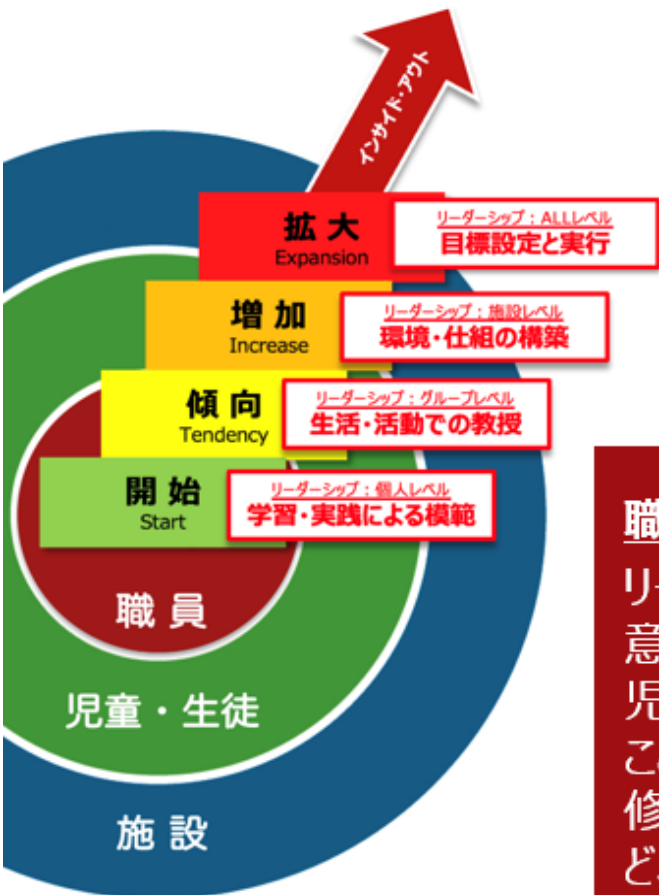 インサイド・アウト
拡大
Expansion
リーダーシップ：ALLレベル
目標設定と実行
増加
Increase
リーダーシップ：施設レベル
環境・仕組の構築
傾向
Tendency
リーダーシップ：グループレベル
生活・活動での教授
開始
Start
リーダーシップ：個人レベル
学習・実践による模範
職員
児童・生徒
施設
職
リー
意
児
こ
修
ど